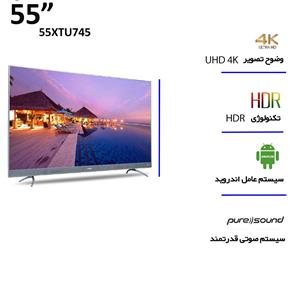 55”
55XTU745
4K
ULTRA HD
وضوح تصویر UHD 4K
HDR
تکنولوژی HDR
android
سیستم عامل اندروید
pure)))sound
سیستم صوتی قدرتمند